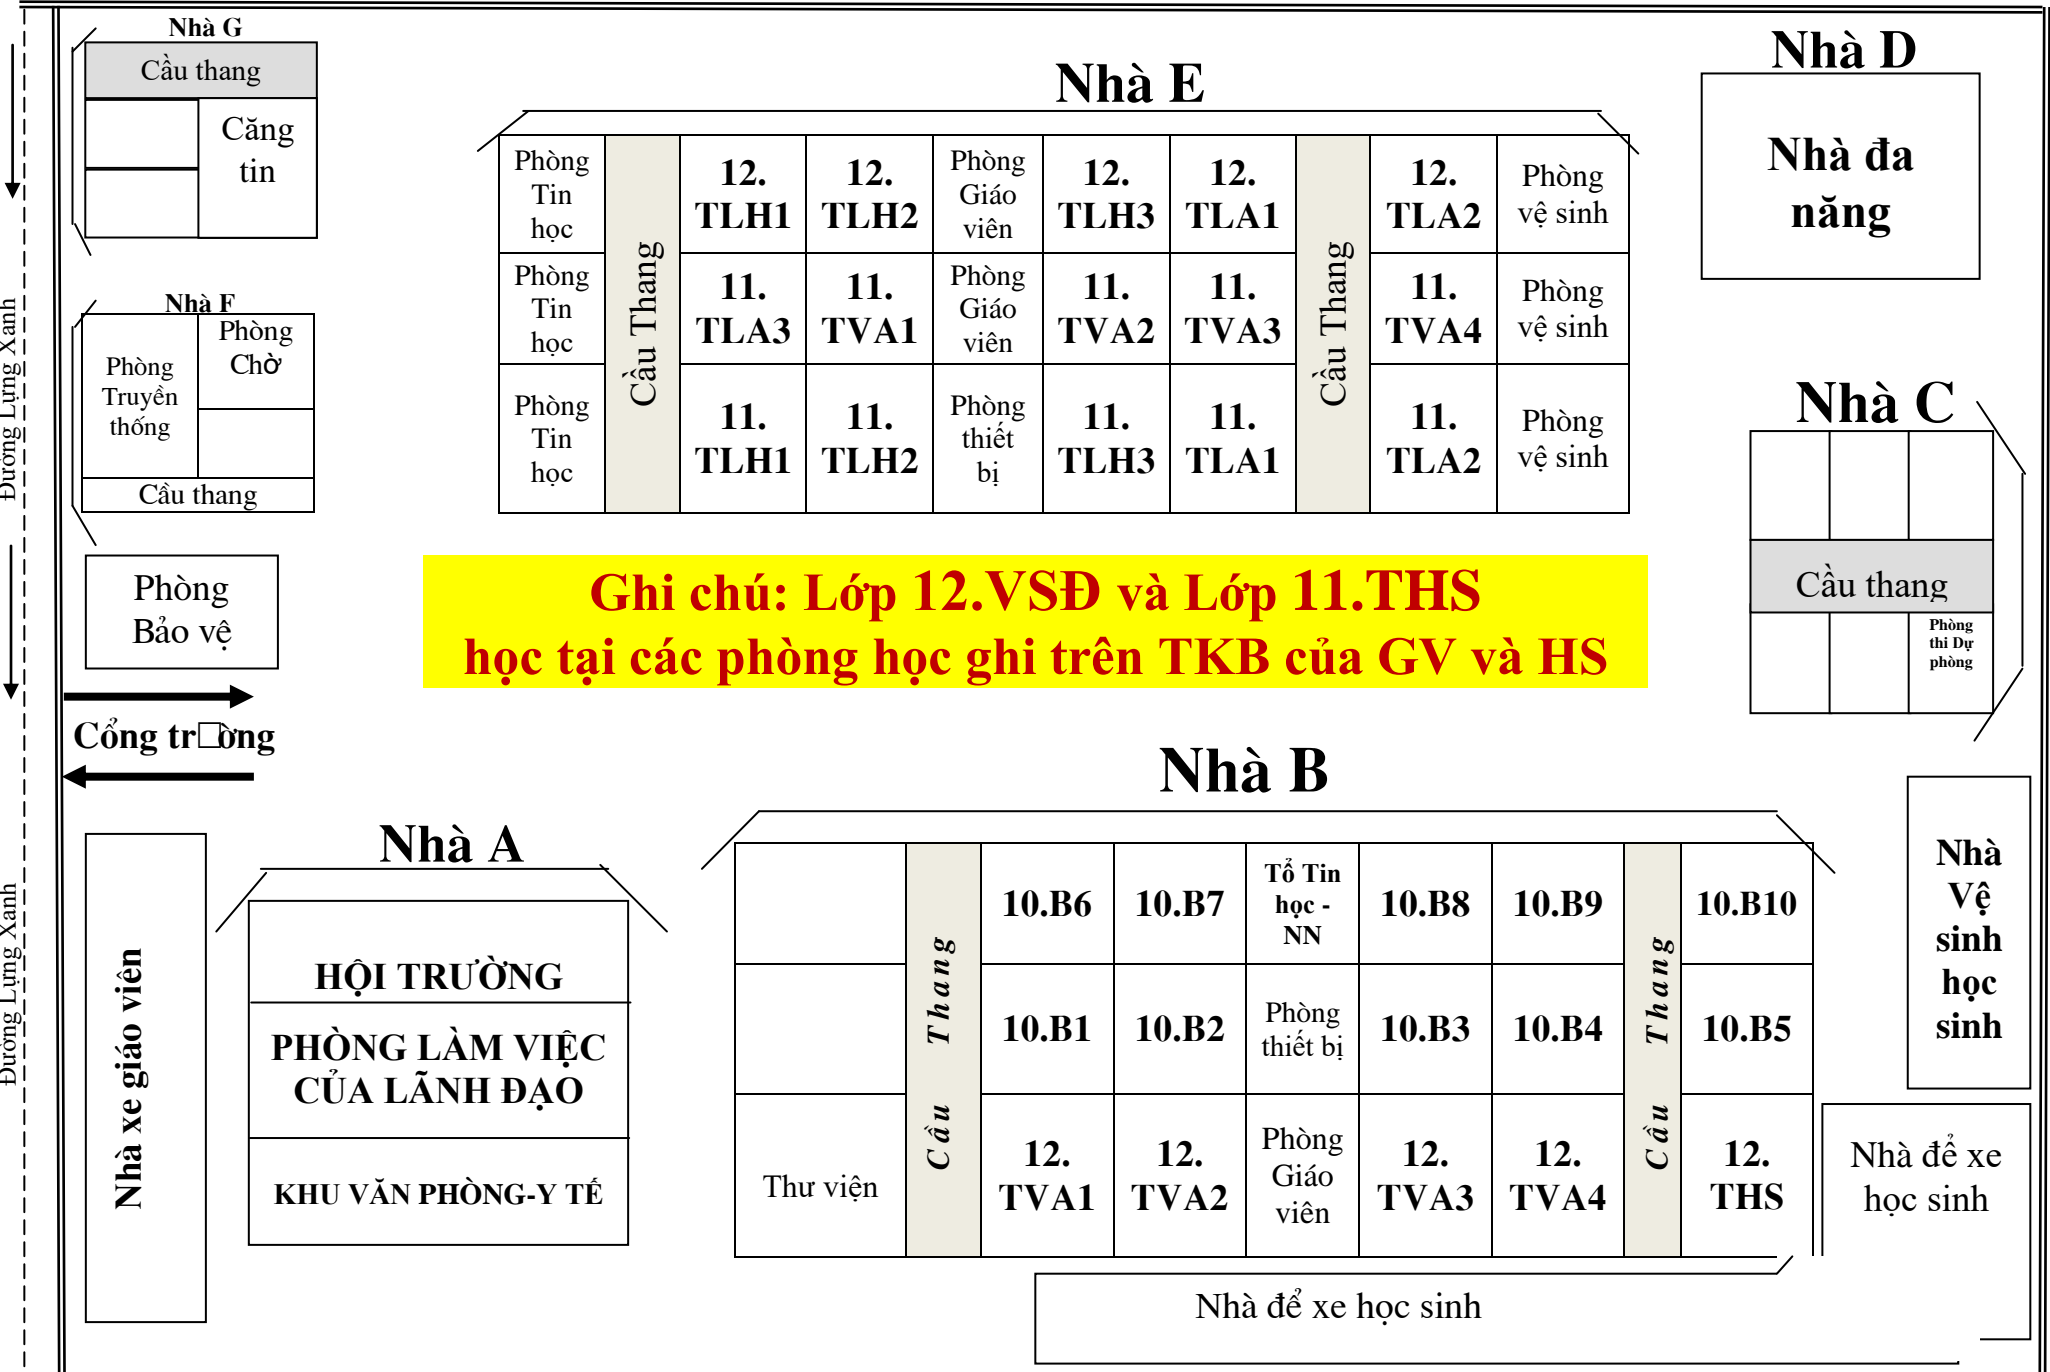 Nhà G
Cầu thang
Căng
tin
Nhà E
Nhà D
Nhà đa
năng
Phòng
Tin
học
Cầu Thang
12.
TLH1
12.
TLH2
Phòng
Giáo
viên
12.
TLH3
12.
TLA1
Cầu Thang
12.
TLA2
Phòng
vệ sinh
Phòng
Tin
học
11.
TLA3
11.
TVA1
Phòng
Giáo
viên
11.
TVA2
11.
TVA3
11.
TVA4
Phòng
vệ sinh
Phòng
Tin
học
11.
TLH1
11.
TLH2
Phòng
thiết
bị
11.
TLH3
11.
TLA1
11.
TLA2
Phòng
vệ sinh
Đường Lưng Xanh
Nhà F
Phòng
Truyền
thống
Phòng
Chờ
Cầu thang
Nhà C
Cầu thang
Phòng
thi Dự
phòng
Phòng
Bảo vệ
Ghi chú: Lớp 12.VSĐ và Lớp 11.THS
học tại các phòng học ghi trên TKB của GV và HS
Cổng tr□ờng
Nhà B
Nhà A
HỘI TRƯỜNG
PHÒNG LÀM VIỆC
CỦA LÃNH ĐẠO
KHU VĂN PHÒNG-Y TẾ
Nhà xe giáo viên
Đường Lưng Xanh
Cầu Thang
10.B6
10.B7
Tổ Tin
học -
NN
10.B8
10.B9
Cầu Thang
10.B10
10.B1
10.B2
Phòng
thiết bị
10.B3
10.B4
10.B5
Thư viện
12.
TVA1
12.
TVA2
Phòng
Giáo
viên
12.
TVA3
12.
TVA4
12.
THS
Nhà
Vệ
sinh
học
sinh
Nhà để xe
học sinh
Nhà để xe học sinh